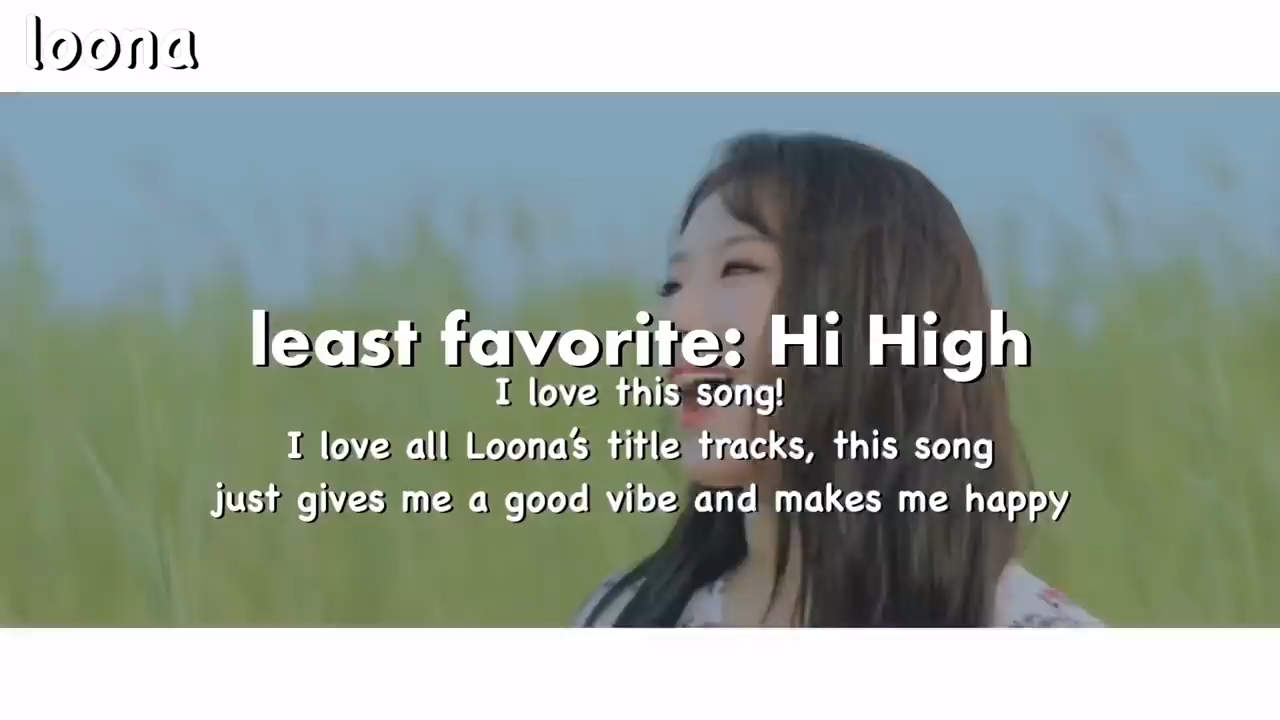 loona
least favorite: Hi High
I love this song!
I love all Loona's title tracks, this song
just gives me a good vibe and makes me happy